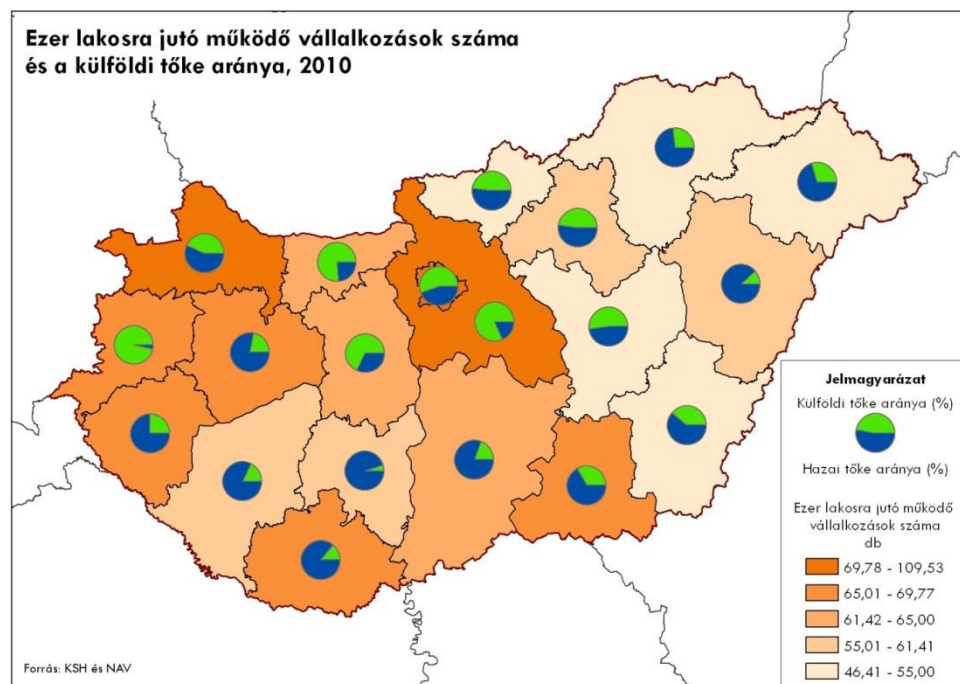 Ezer lakosra jutó működő vállalkozások száma
és a külföldi tőke aránya, 2010
Jelmagyarázat
Külföldi tőke aránya (%)
Hazai tőke aránya (%)
Ezer lakosra jutó működő
vállalkozások száma
db
69,78 - 109,53
65,01 - 69,77
61,42 - 65,00
55,01 - 61,41
46,41 - 55,00
Forrás: KSH és NAV